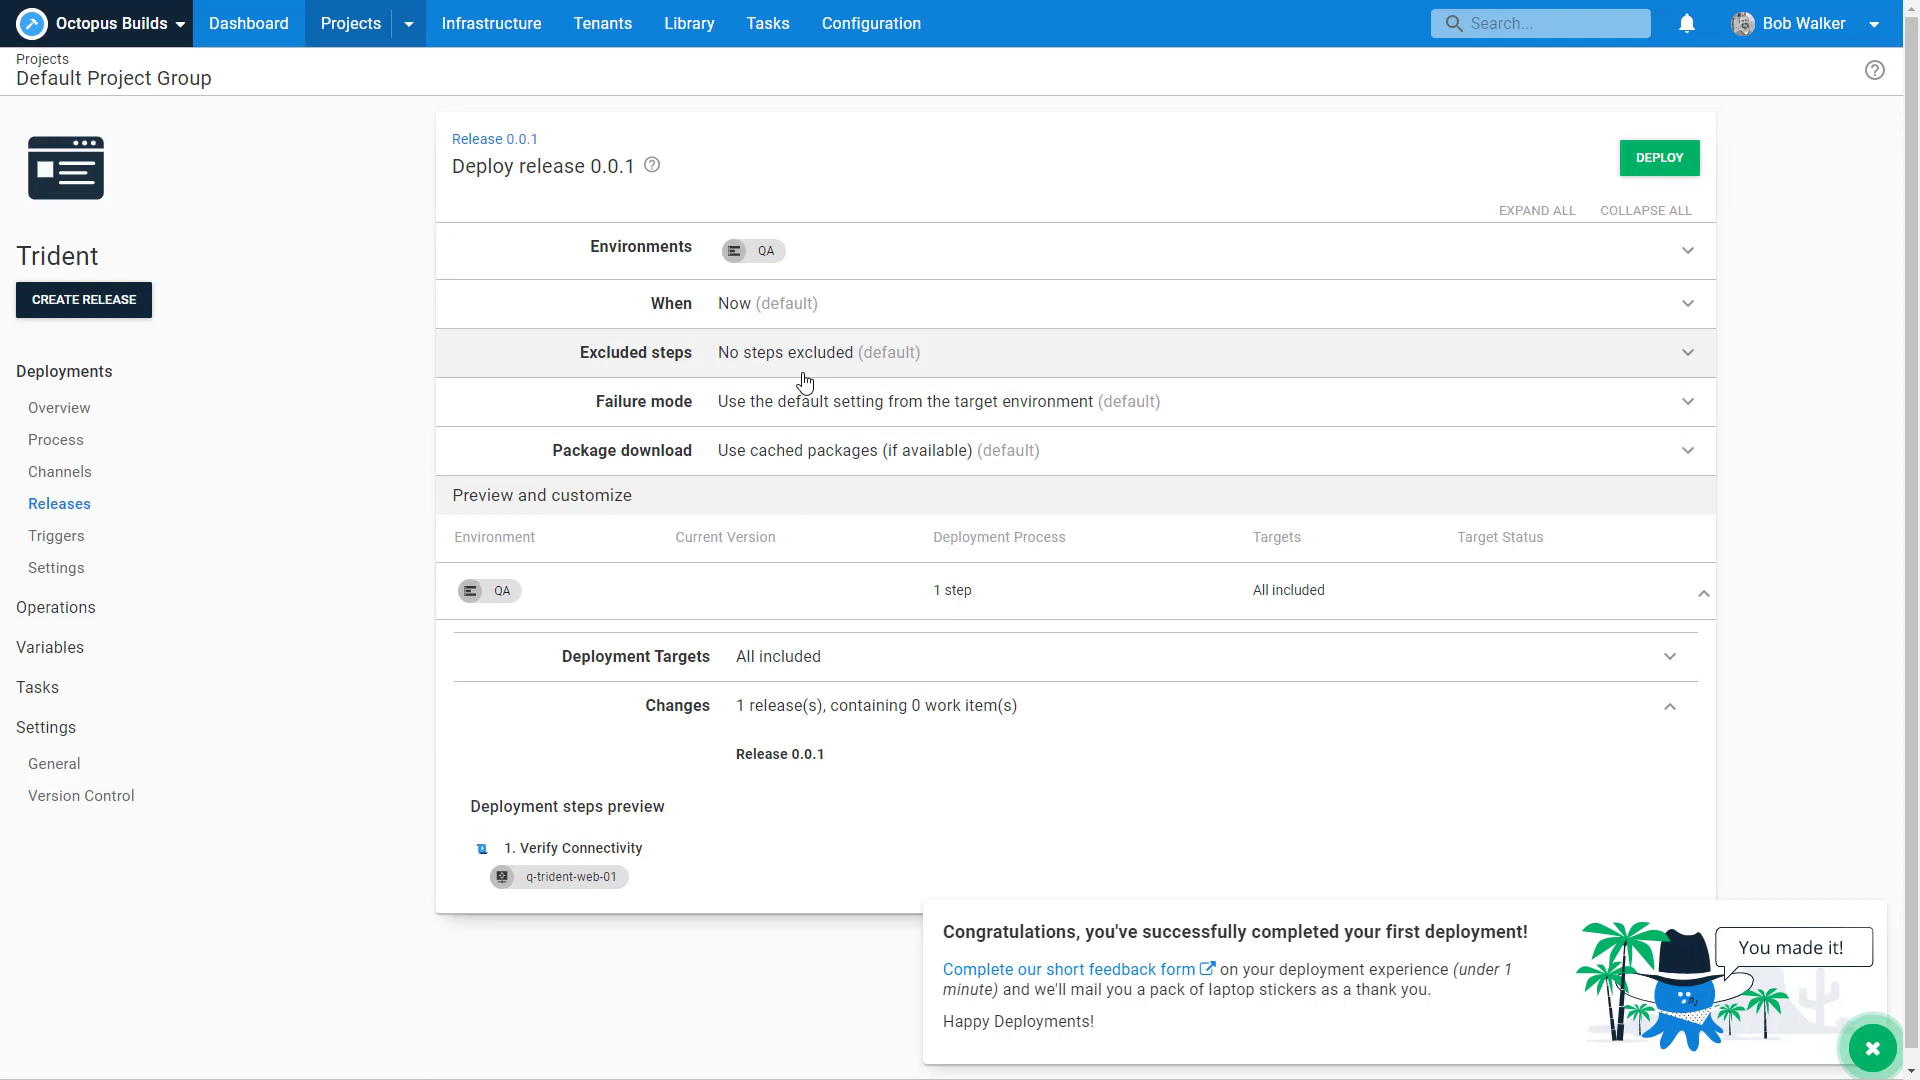 Octopus Builds
Dashboard
Projects
Infrastructure
Tenants
Library
Tasks
Configuration
Search...
Bob Walker
Projects
Default Project Group
Trident
CREATE RELEASE
Deployments
Overview
Process
Channels
Releases
Triggers
Settings
Operations
Variables
Tasks
Settings
General
Version Control
Release 0.0.1
Deploy release 0.0.1
DEPLOY
EXPAND ALL COLLAPSE ALL
Environments QA
When Now (default)
Excluded steps No steps excluded (default)
Failure mode Use the default setting from the target environment (default)
Package download Use cached packages (if available) (default)
Preview and customize
Environment Current Version Deployment Process Targets Target Status
QA 1 step All included
Deployment Targets All included
Changes 1 release(s), containing 0 work item(s)
Release 0.0.1
Deployment steps preview
1. Verify Connectivity
q-trident-web-01
Congratulations, you've successfully completed your first deployment!
Complete our short feedback form on your deployment experience (under 1
minute) and we'll mail you a pack of laptop stickers as a thank you.
Happy Deployments!
You made it!